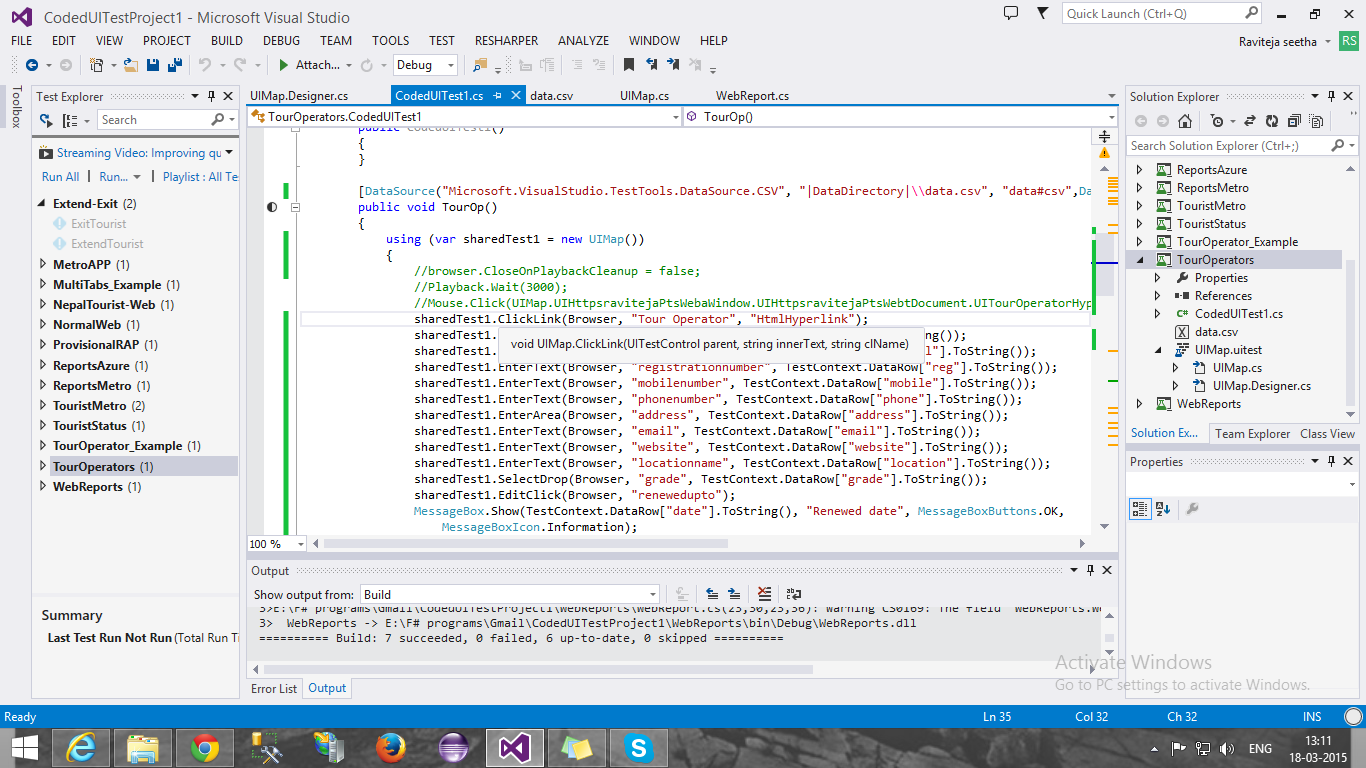 CodedUITestProject1 - Microsoft Visual Studio
Quick Launch (Ctrl+Q)
FILE EDIT VIEW PROJECT BUILD DEBUG TEAM TOOLS TEST RESHARPER ANALYZE WINDOW HELP
Raviteja seetha RS
Attach... Debug
Toolbox
Test Explorer
Search
Streaming Video: Improving qu
Run All | Run... | Playlist : All Te
Extend-Exit (2)
ExitTourist
ExtendTourist
MetroAPP (1)
MultiTabs_Example (1)
NepalTourist-Web (1)
NormalWeb (1)
ProvisionalRAP (1)
ReportsAzure (1)
ReportsMetro (1)
TouristMetro (2)
TouristStatus (1)
TourOperator_Example (1)
TourOperators (1)
WebReports (1)
Summary
Last Test Run Not Run (Total Run Ti
UIMap.Designer.cs CodedUITest1.cs data.csv UIMap.cs WebReport.cs
TourOperators.CodedUITest1 TourOp()
public CodedUITest1()
{
}
[DataSource("Microsoft.VisualStudio.TestTools.DataSource.CSV", "|DataDirectory|\\data.csv", "data#csv",Da
public void TourOp()
{
using (var sharedTest1 = new UIMap())
{
//browser.CloseOnPlaybackCleanup = false;
//Playback.Wait(3000);
//Mouse.Click(UIMap.UIHttpsravitejaPtsWebaWindow.UIHttpsravitejaPtsWebtDocument.UITourOperatorHyp
sharedTest1.ClickLink(Browser, "Tour Operator", "HtmlHyperlink");
sharedTest1. ng());
void UIMap.ClickLink(UITestControl parent, string innerText, string clName)
sharedTest1. l"].ToString());
sharedTest1.EnterText(Browser, "registrationnumber", TestContext.DataRow["reg"].ToString());
sharedTest1.EnterText(Browser, "mobilenumber", TestContext.DataRow["mobile"].ToString());
sharedTest1.EnterText(Browser, "phonenumber", TestContext.DataRow["phone"].ToString());
sharedTest1.EnterArea(Browser, "address", TestContext.DataRow["address"].ToString());
sharedTest1.EnterText(Browser, "email", TestContext.DataRow["email"].ToString());
sharedTest1.EnterText(Browser, "website", TestContext.DataRow["website"].ToString());
sharedTest1.EnterText(Browser, "locationname", TestContext.DataRow["location"].ToString());
sharedTest1.SelectDrop(Browser, "grade", TestContext.DataRow["grade"].ToString());
sharedTest1.EditClick(Browser, "renewedupto");
MessageBox.Show(TestContext.DataRow["date"].ToString(), "Renewed date", MessageBoxButtons.OK,
MessageBoxIcon.Information);
100 %
Output
Show output from: Build
3>E:\F# programs\Gmail\CodedUITestProject1\WebReports\WebReport.cs(23,30,23,36): warning CS0169: The field 'WebReports.We
3> WebReports -> E:\F# programs\Gmail\CodedUITestProject1\WebReports\bin\Debug\WebReports.dll
========== Build: 7 succeeded, 0 failed, 6 up-to-date, 0 skipped ==========
Error List Output
Solution Explorer
Search Solution Explorer (Ctrl+;)
ReportsAzure
ReportsMetro
TouristMetro
TouristStatus
TourOperator_Example
TourOperators
Properties
References
CodedUITest1.cs
data.csv
UIMap.uitest
UIMap.cs
UIMap.Designer.cs
WebReports
Solution Ex... Team Explorer Class View
Properties
Activate Windows
Go to PC settings to activate Windows.
Ready Ln 35 Col 32 Ch 32 INS
ENG 13:11
18-03-2015